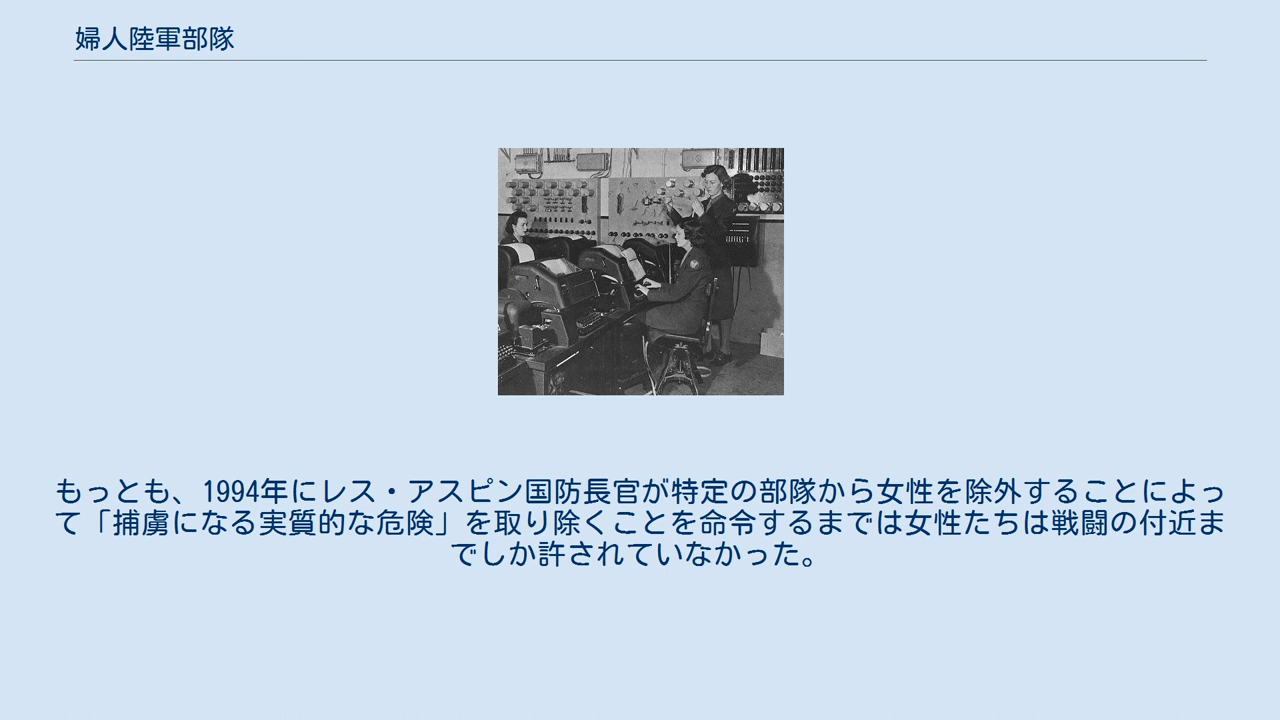 婦人陸軍部隊
もっとも、1994年にレス・アスピン国防長官が特定の部隊から女性を除外することによっ
て「捕虜になる実質的な危険」を取り除くことを命令するまでは女性たちは戦闘の付近ま
でしか許されていなかった。